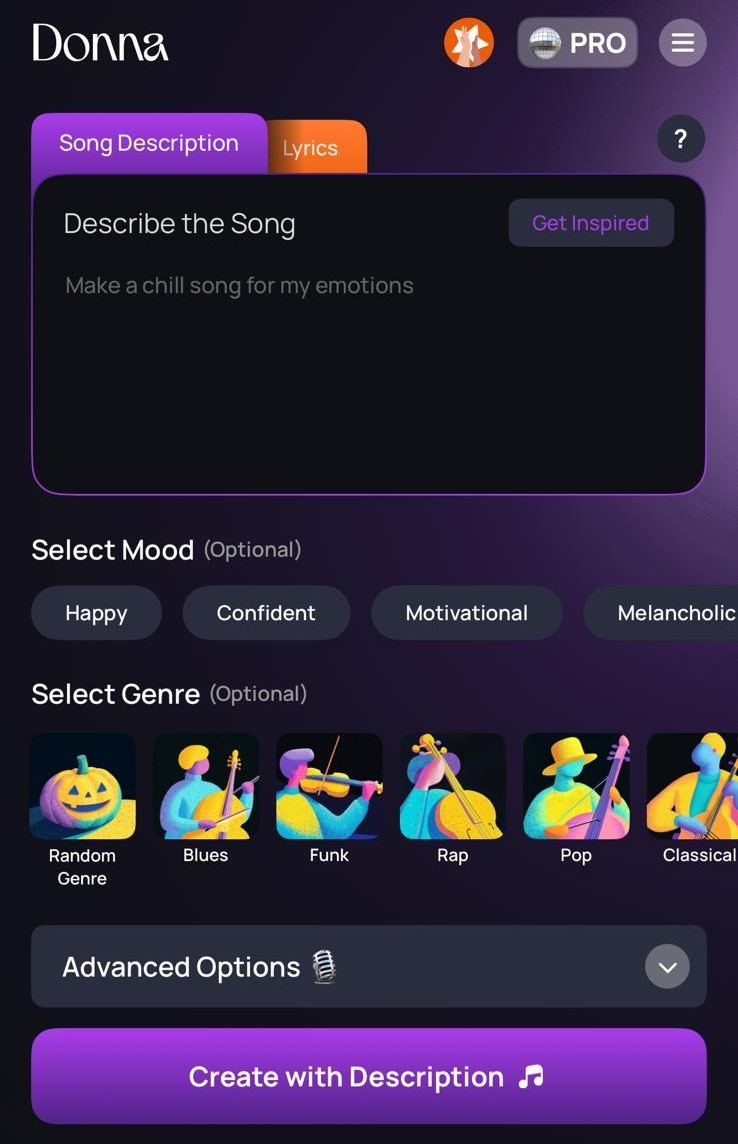 Donna
PRO
Song Description
Lyrics
?
Describe the Song
Get Inspired
Make a chill song for my emotions
Select Mood (Optional)
Happy
Confident
Motivational
Melancholic
Select Genre (Optional)
Random
Genre
Blues
Funk
Rap
Pop
Classical
Advanced Options
Create with Description